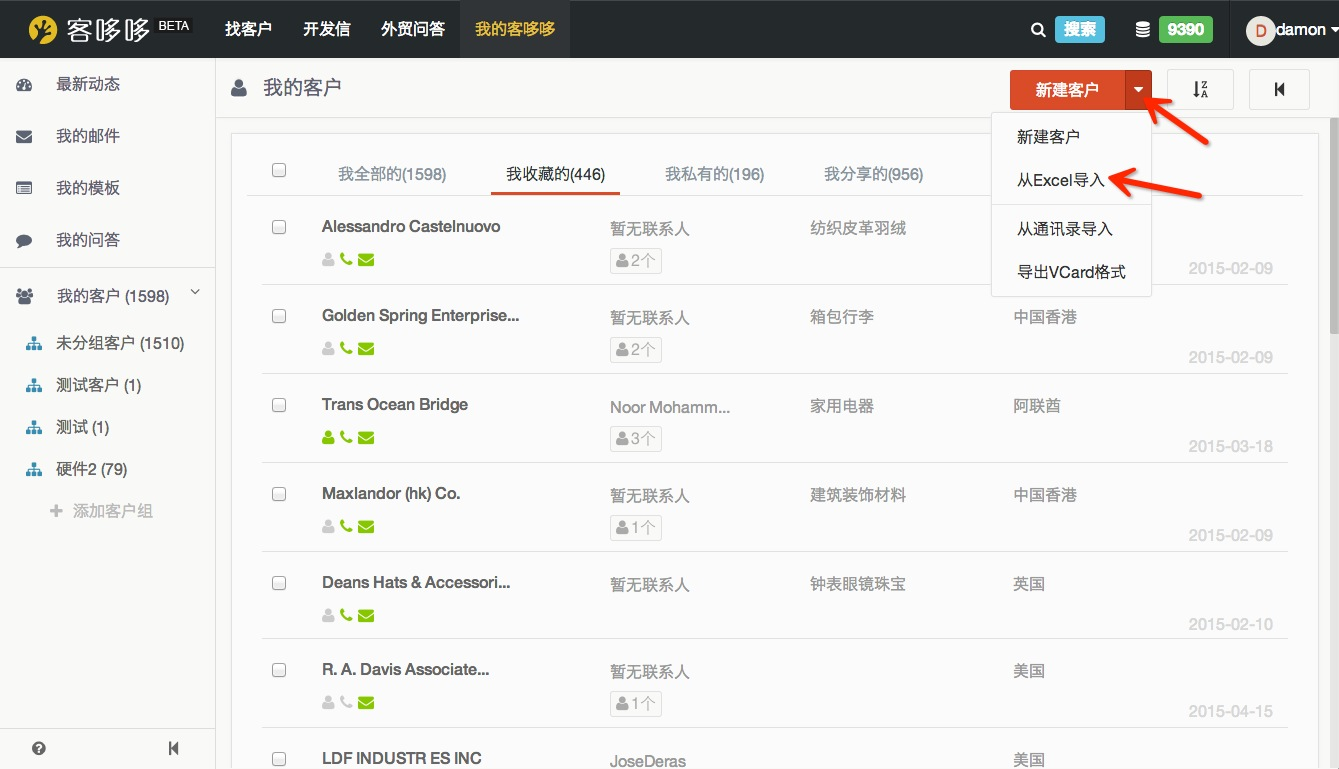 客哆哆 BETA 找客户 开发信 外贸问答 我的客哆哆 搜索 9390 D damon
最新动态
我的邮件
我的模板
我的问答
我的客户 (1598)
未分组客户 (1510)
测试客户 (1)
测试 (1)
硬件2 (79)
添加客户组
我的客户 新建客户
新建客户
从Excel导入
从通讯录导入
导出VCard格式
我全部的(1598) 我收藏的(446) 我私有的(196) 我分享的(956)
Alessandro Castelnuovo 暂无联系人 纺织皮革羽绒
2个 2015-02-09
Golden Spring Enterprise... 暂无联系人 箱包行李 中国香港
2个 2015-02-09
Trans Ocean Bridge Noor Mohamm... 家用电器 阿联酋
3个 2015-03-18
Maxlandor (hk) Co. 暂无联系人 建筑装饰材料 中国香港
1个 2015-02-09
Deans Hats & Accessori... 暂无联系人 钟表眼镜珠宝 英国
2015-02-10
R. A. Davis Associate... 暂无联系人 美国
1个 2015-04-15
LDF INDUSTR ES INC JoseDeras 美国